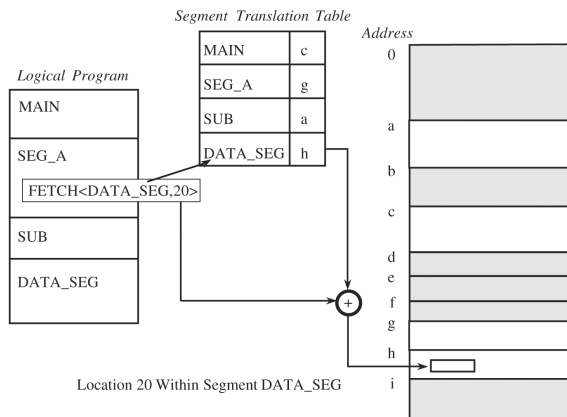 Segment Translation Table
MAIN c
SEG_A g
SUB a
DATA_SEG h
Logical Program
MAIN
SEG_A
FETCH<DATA_SEG,20>
SUB
DATA_SEG
+
Location 20 Within Segment DATA_SEG
Address
0
a
b
c
d
e
f
g
h
i